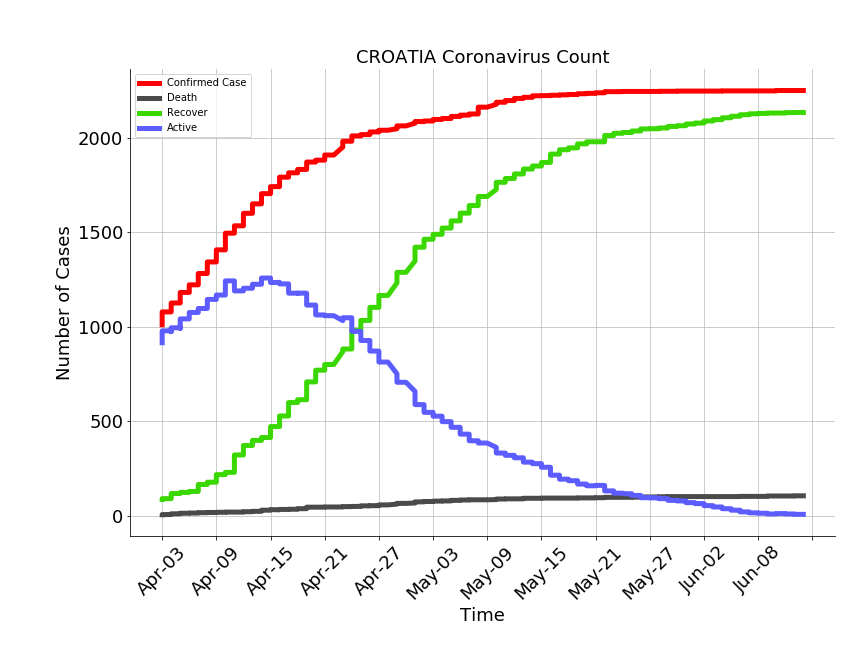 CROATIA Coronavirus Count
Confirmed Case
Death
Recover
Active
Number of Cases
2000
1500
1000
500
0
Apr-03
Apr-09
Apr-15
Apr-21
Apr-27
May-03
May-09
May-15
May-21
May-27
Jun-02
Jun-08
Time